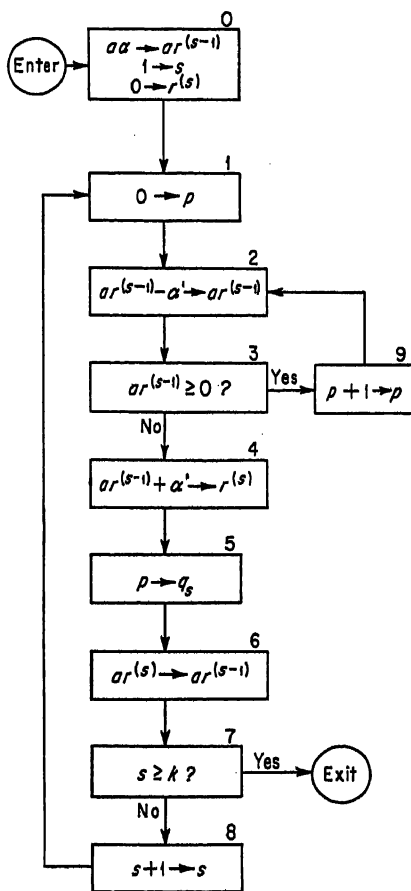 0
aα → ar^(s−1)
Enter
1 → s
0 → r^(s)
1
0 → p
2
ar^(s−1) − α' → ar^(s−1)
3
9
ar^(s−1) ≥ 0 ?
Yes
p + 1 → p
No
4
ar^(s−1) + α' → r^(s)
5
p → q_s
6
ar^(s) → ar^(s−1)
7
s ≥ k ?
Yes
Exit
No
8
s + 1 → s